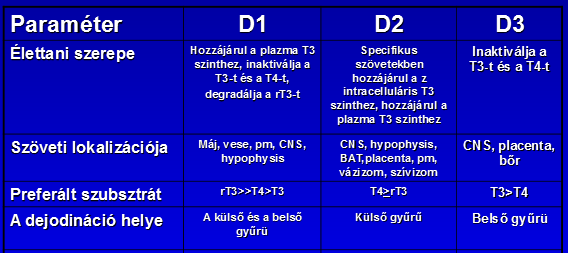 Paraméter D1 D2 D3
Élettani szerepe
Hozzájárul a plazma T3
szinthez, inaktiválja a
T3-t és a T4-t,
degradálja a rT3-t
Specifikus
szövetekben
hozzájárul a z
intracelluláris T3
szinthez, hozzájárul a
plazma T3 szinthez
Inaktiválja a
T3-t és a T4-t
Szöveti lokalizációja
Máj, vese, pm, CNS,
hypophysis
CNS, hypophysis,
BAT,placenta, pm,
vázizom, szívizom
CNS, placenta,
bőr
Preferált szubsztrát
rT3>>T4>T3
T4≥rT3
T3>T4
A dejodináció helye
A külső és a belső
gyűrű
Külső gyűrű
Belső gyűrű